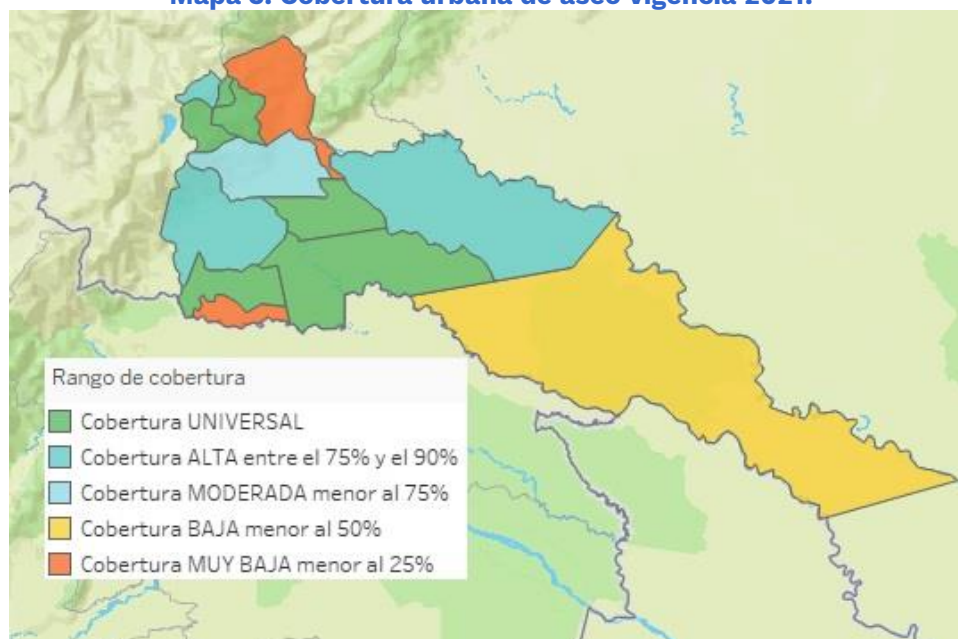 Mapa 3. Cobertura urbana de aseo vigencia 2021.
Rango de cobertura
Cobertura UNIVERSAL
Cobertura ALTA entre el 75% y el 90%
Cobertura MODERADA menor al 75%
Cobertura BAJA menor al 50%
Cobertura MUY BAJA menor al 25%